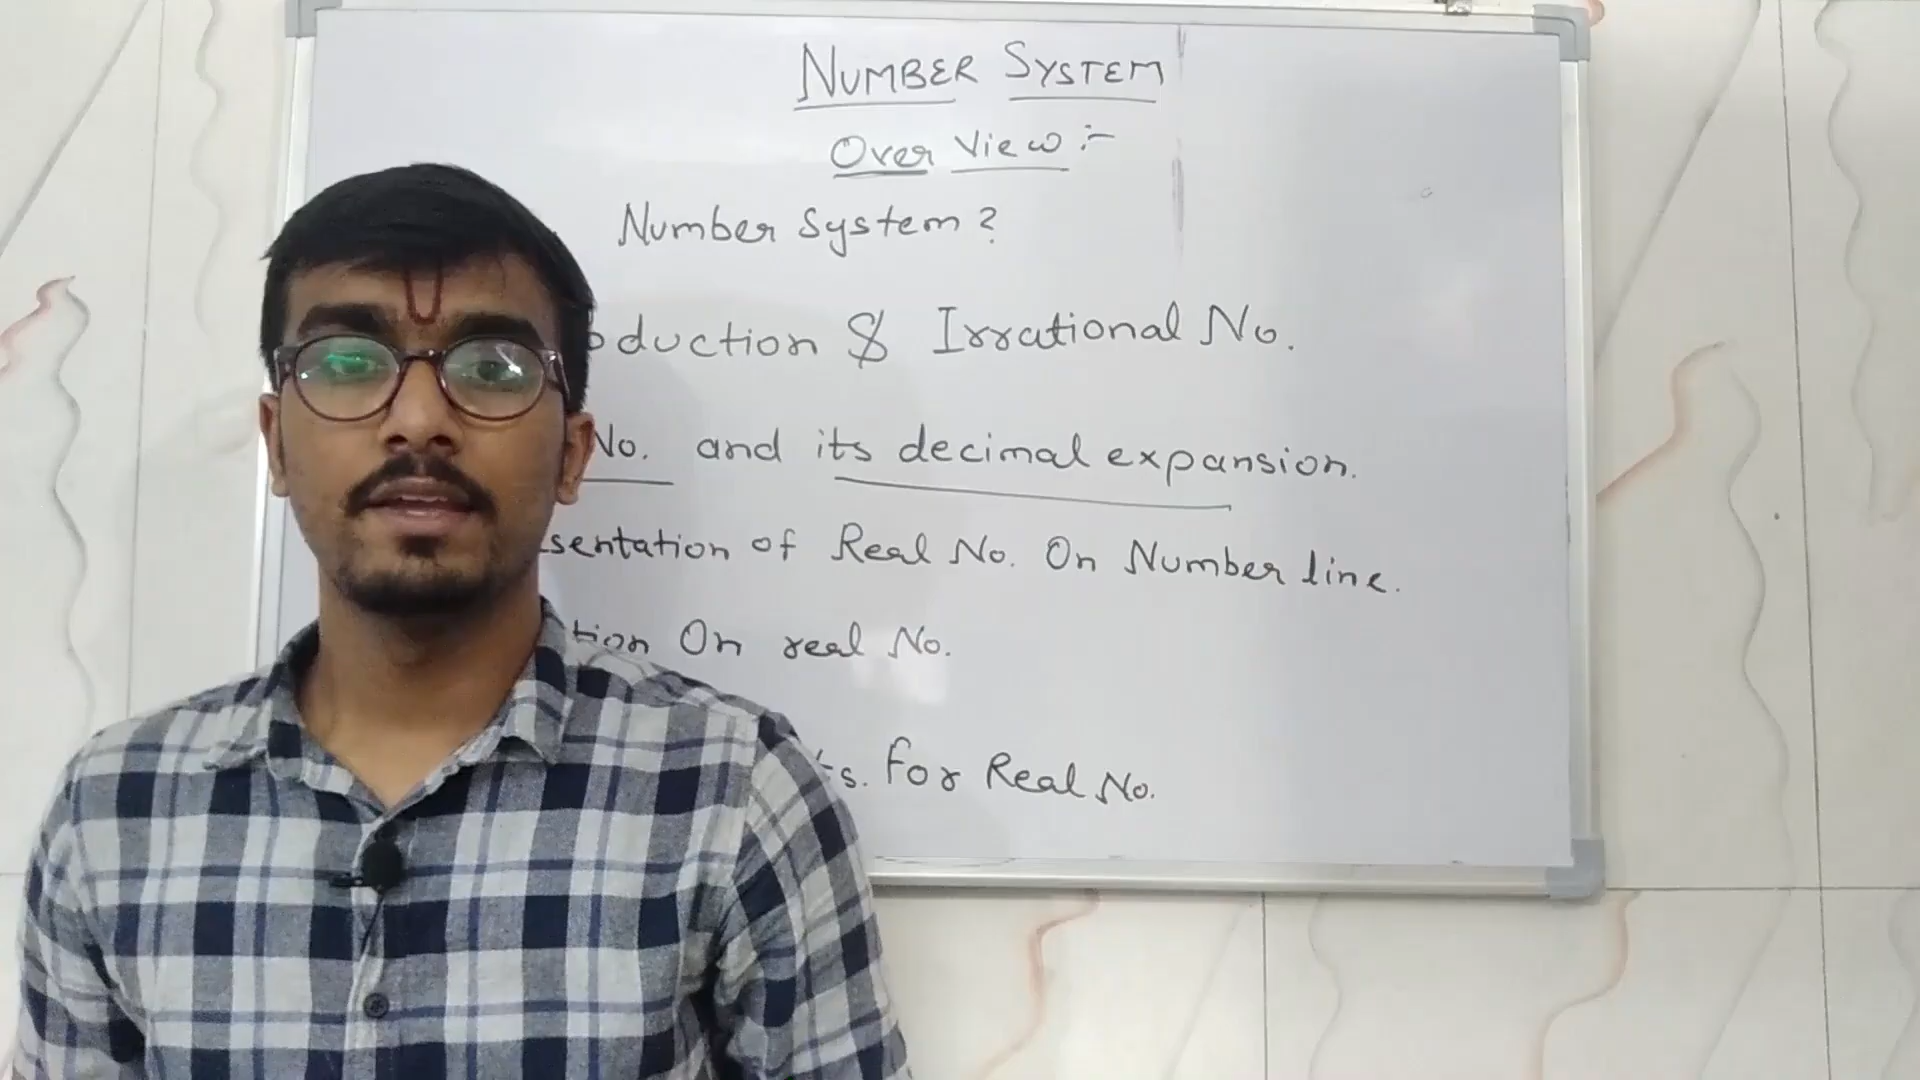 NUMBER SYSTEM
Over View :-
Number System ?
oduction & Irrational No.
No. and its decimal expansion.
sentation of Real No. On Number line.
tion On real No.
ts. For Real No.